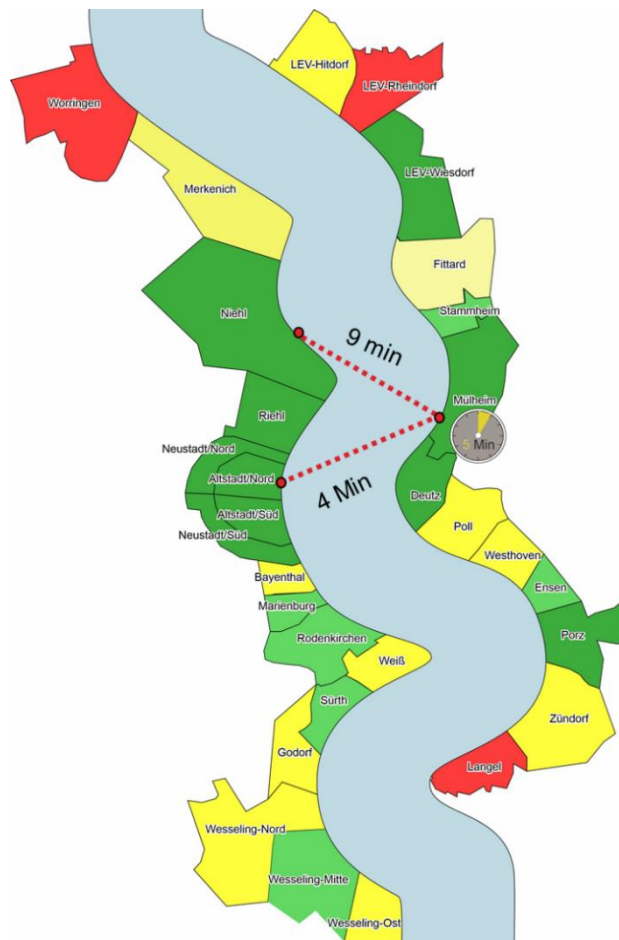 LEV-Hitdorf
LEV-Rheindorf
Worringen
LEV-Wiesdorf
Merkenich
Fittard
Niehl
Stammheim
9 min
Mülheim
Riehl
5 Min
Neustadt/Nord
Altstadt/Nord
4 Min
Deutz
Altstadt/Süd
Poll
Neustadt/Süd
Westhoven
Bayenthal
Ensen
Marienburg
Rodenkirchen
Porz
Weiß
Sürth
Zündorf
Godorf
Langel
Wesseling-Nord
Wesseling-Mitte
Wesseling-Ost